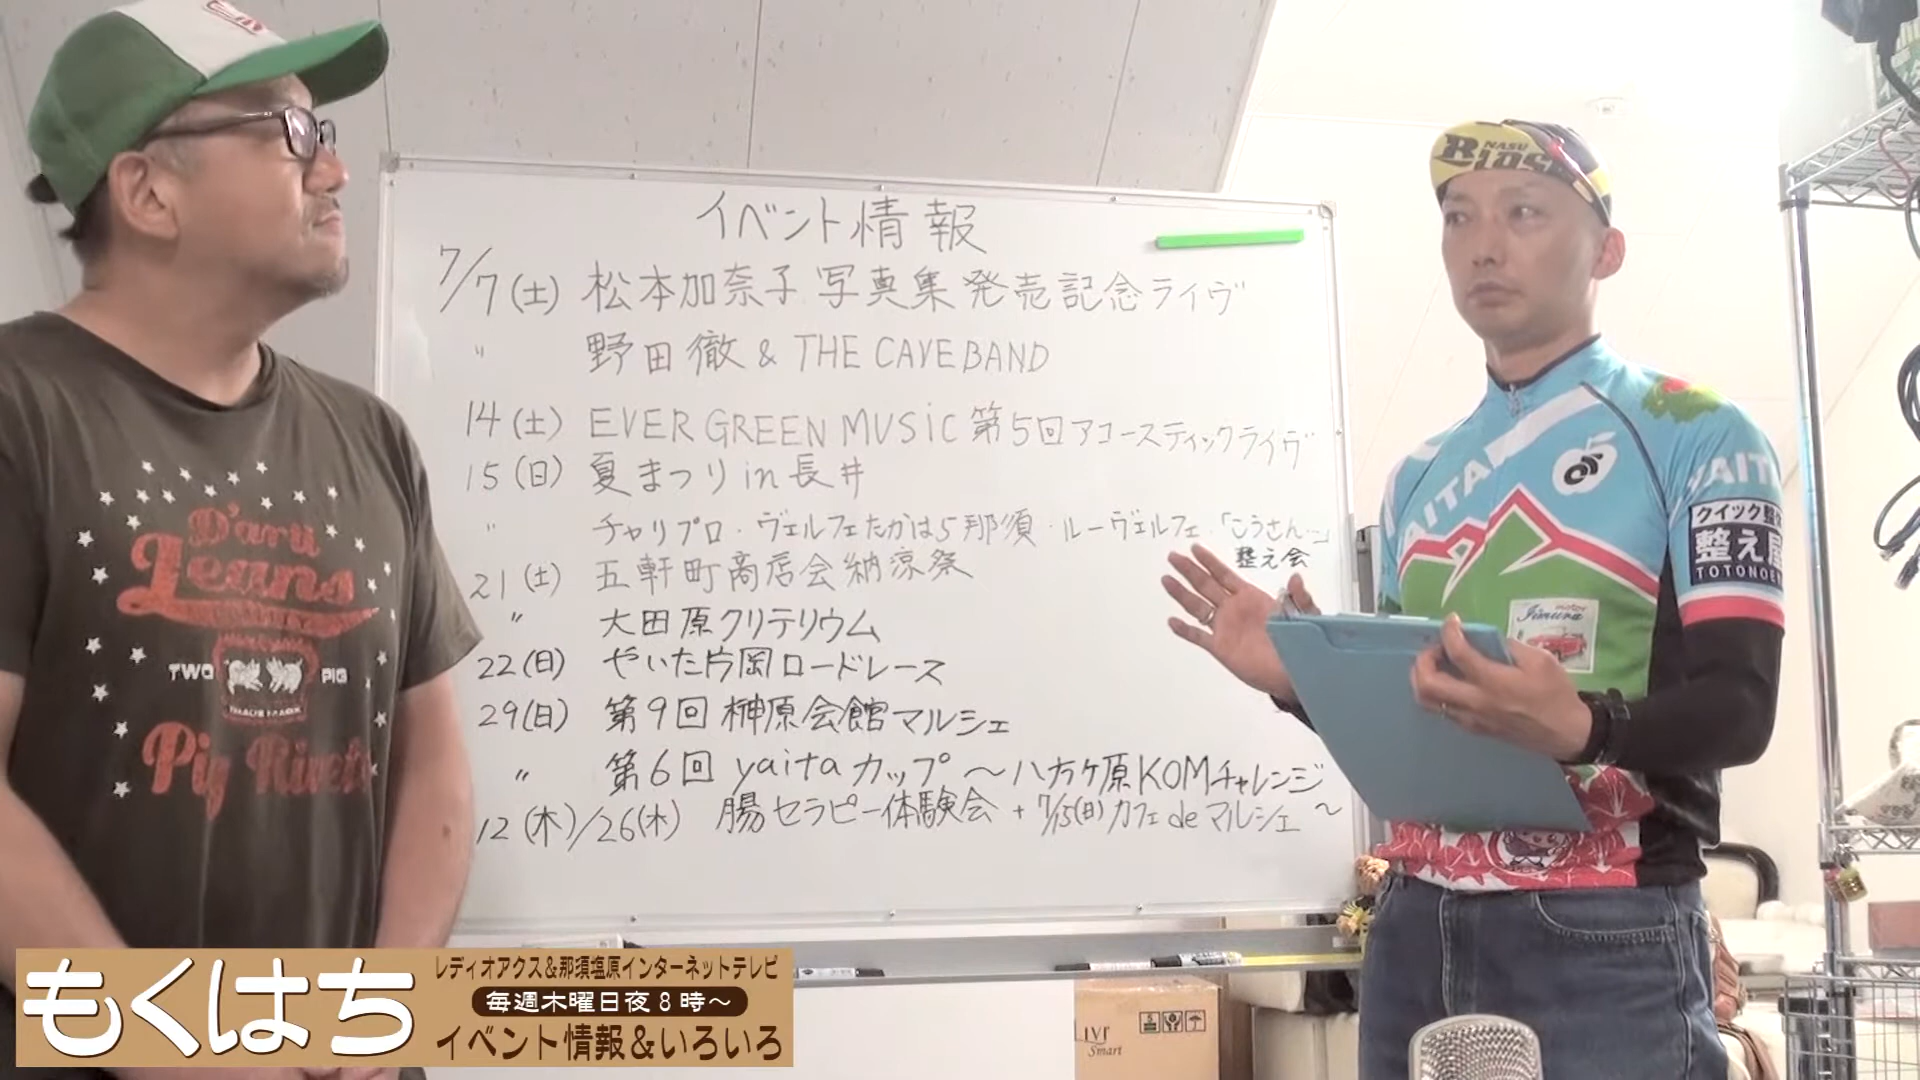 イベント情報
7/7(土) 松本加奈子 写真集発売記念ライヴ
〃 野田徹 & THE CAVE BAND
14(土) EVER GREEN MUSIC 第5回アコースティックライヴ
15(日) 夏まつり in 長井
〃 チャリプロ・ヴェルフェたかはら那須・ルーヴェルフェ・「こうさん…」
整え会
21(土) 五軒町商店会納涼祭
〃 大田原クリテリウム
22(日) やいた片岡ロードレース
29(日) 第9回 榊原会館マルシェ
〃 第6回 yaitaカップ 〜八方ケ原KOMチャレンジ
12(木)/26(木) 腸セラピー体験会 + 7/15(日)カフェdeマルシェ〜
TWO PIG
NASU
YAITA
YAIT
整え屋
もくはち
レディオアクス&那須塩原インターネットテレビ
毎週木曜日夜8時〜
イベント情報&いろいろ
Smart